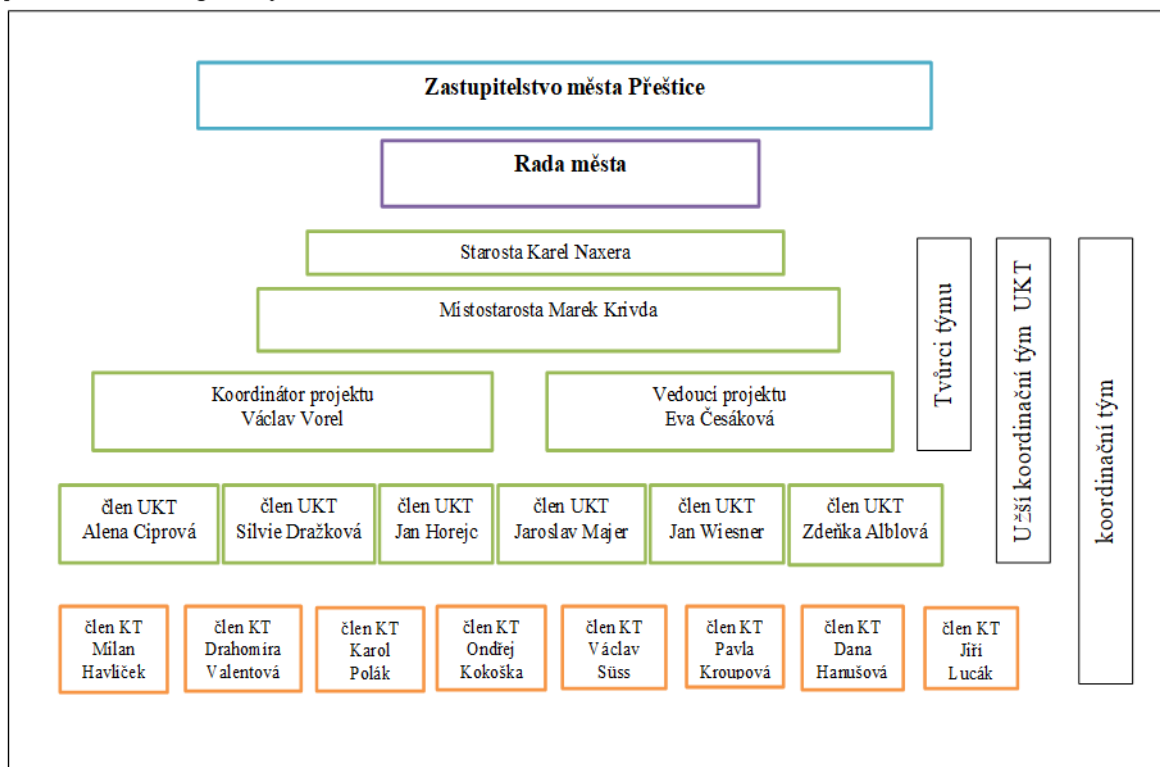 Zastupitelstvo města Přeštice
Rada města
Starosta Karel Naxera
Místostarosta Marek Krivda
Koordinátor projektu
Václav Vorel
Vedoucí projektu
Eva Česáková
člen UKT
Alena Ciprová
člen UKT
Silvie Dražková
člen UKT
Jan Horejc
člen UKT
Jaroslav Majer
člen UKT
Jan Wiesner
člen UKT
Zdeňka Alblová
člen KT
Milan
Havlíček
člen KT
Drahomíra
Valentová
člen KT
Karol
Polák
člen KT
Ondřej
Kokoška
člen KT
Václav
Süss
člen KT
Pavla
Kroupová
člen KT
Dana
Hanušová
člen KT
Jiří
Lucák
Tvůrci týmu
Užší koordinační tým UKT
koordinační tým